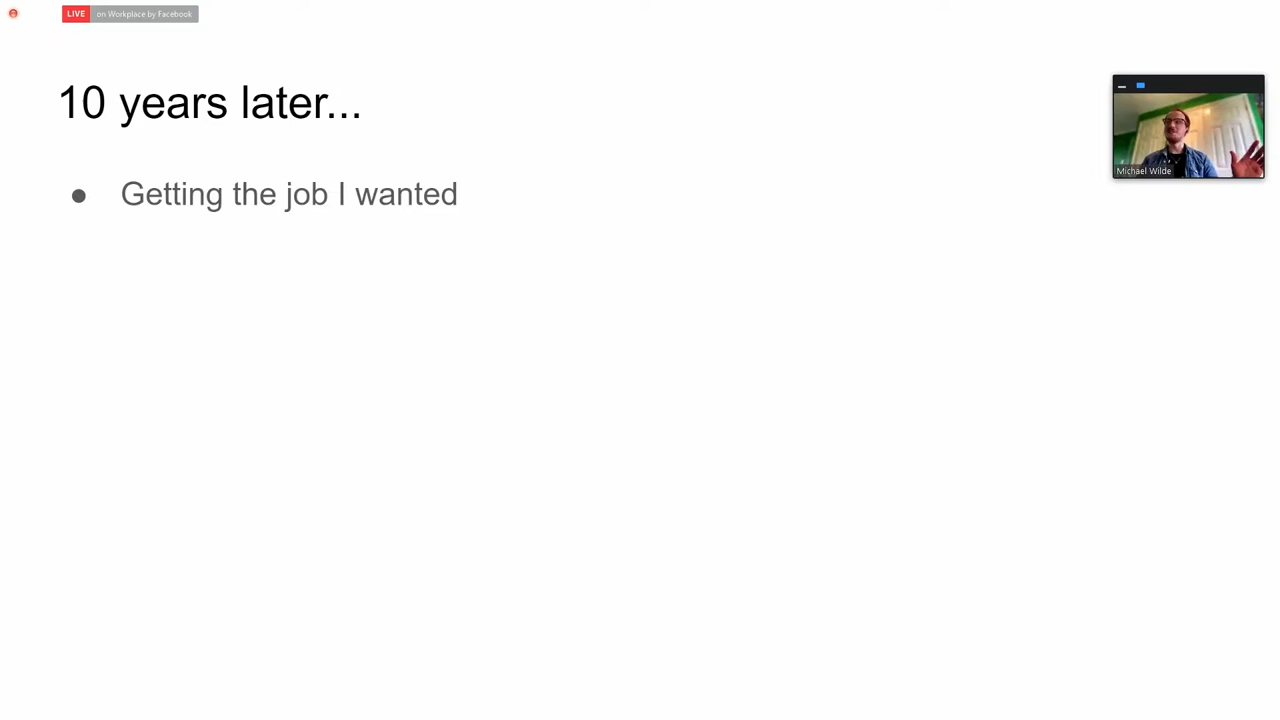 LIVE on Workplace by Facebook
10 years later...
● Getting the job I wanted
Michael Wilde